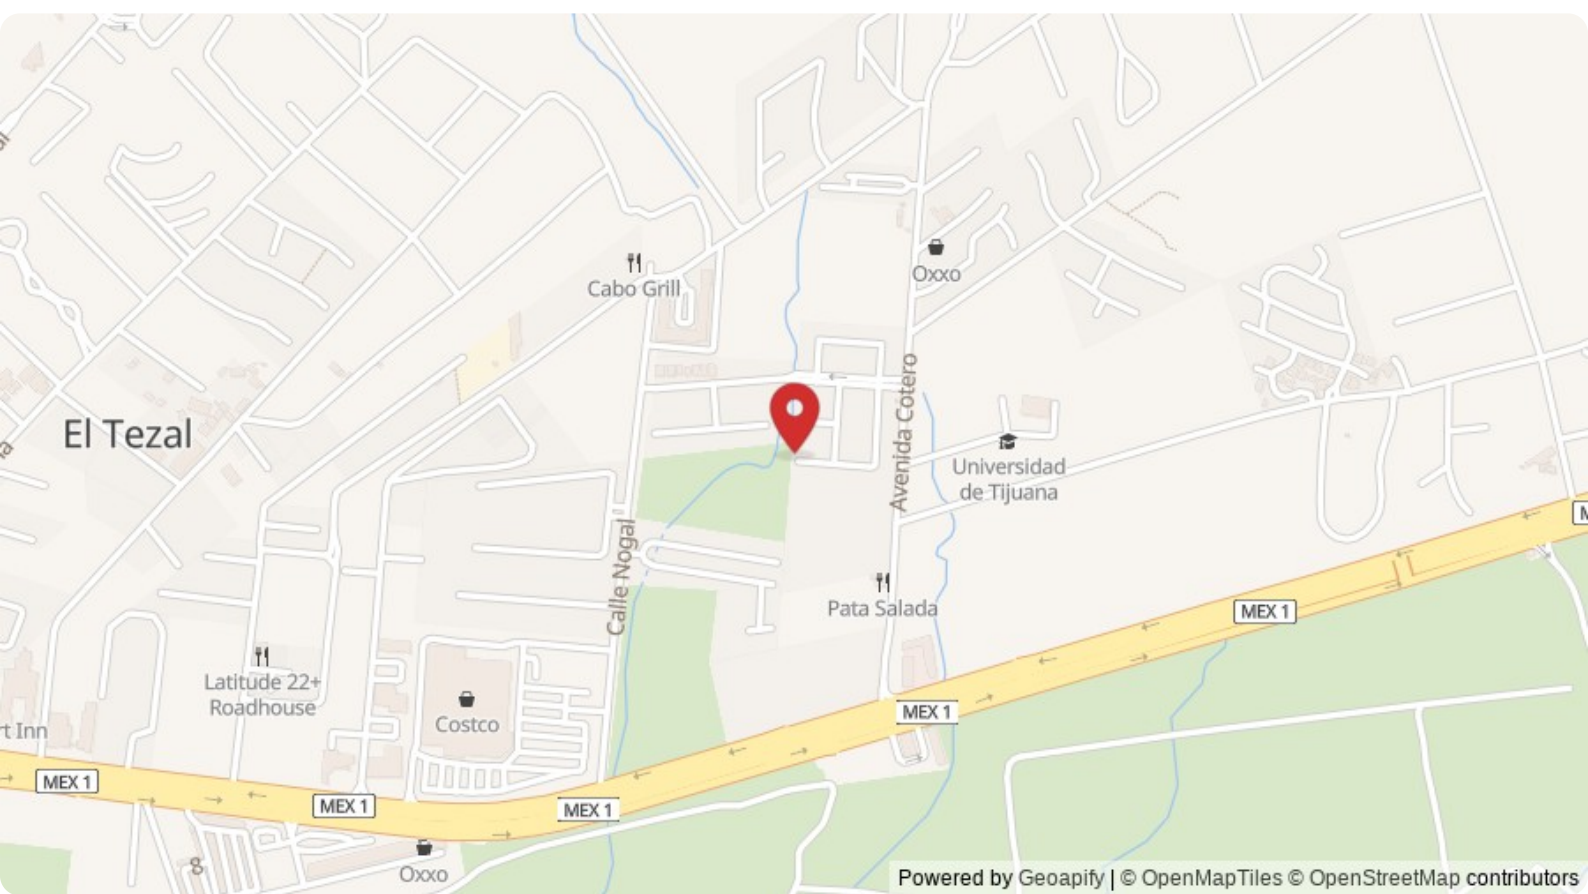 Cabo Grill
Oxxo
El Tezal
Avenida Cotero
Universidad
de Tijuana
Calle Nogal
Pata Salada
MEX 1
Latitude 22+
Roadhouse
Costco
MEX 1
rt Inn
MEX 1
MEX 1
MEX 1
Oxxo
8
Powered by Geoapify | © OpenMapTiles © OpenStreetMap contributors